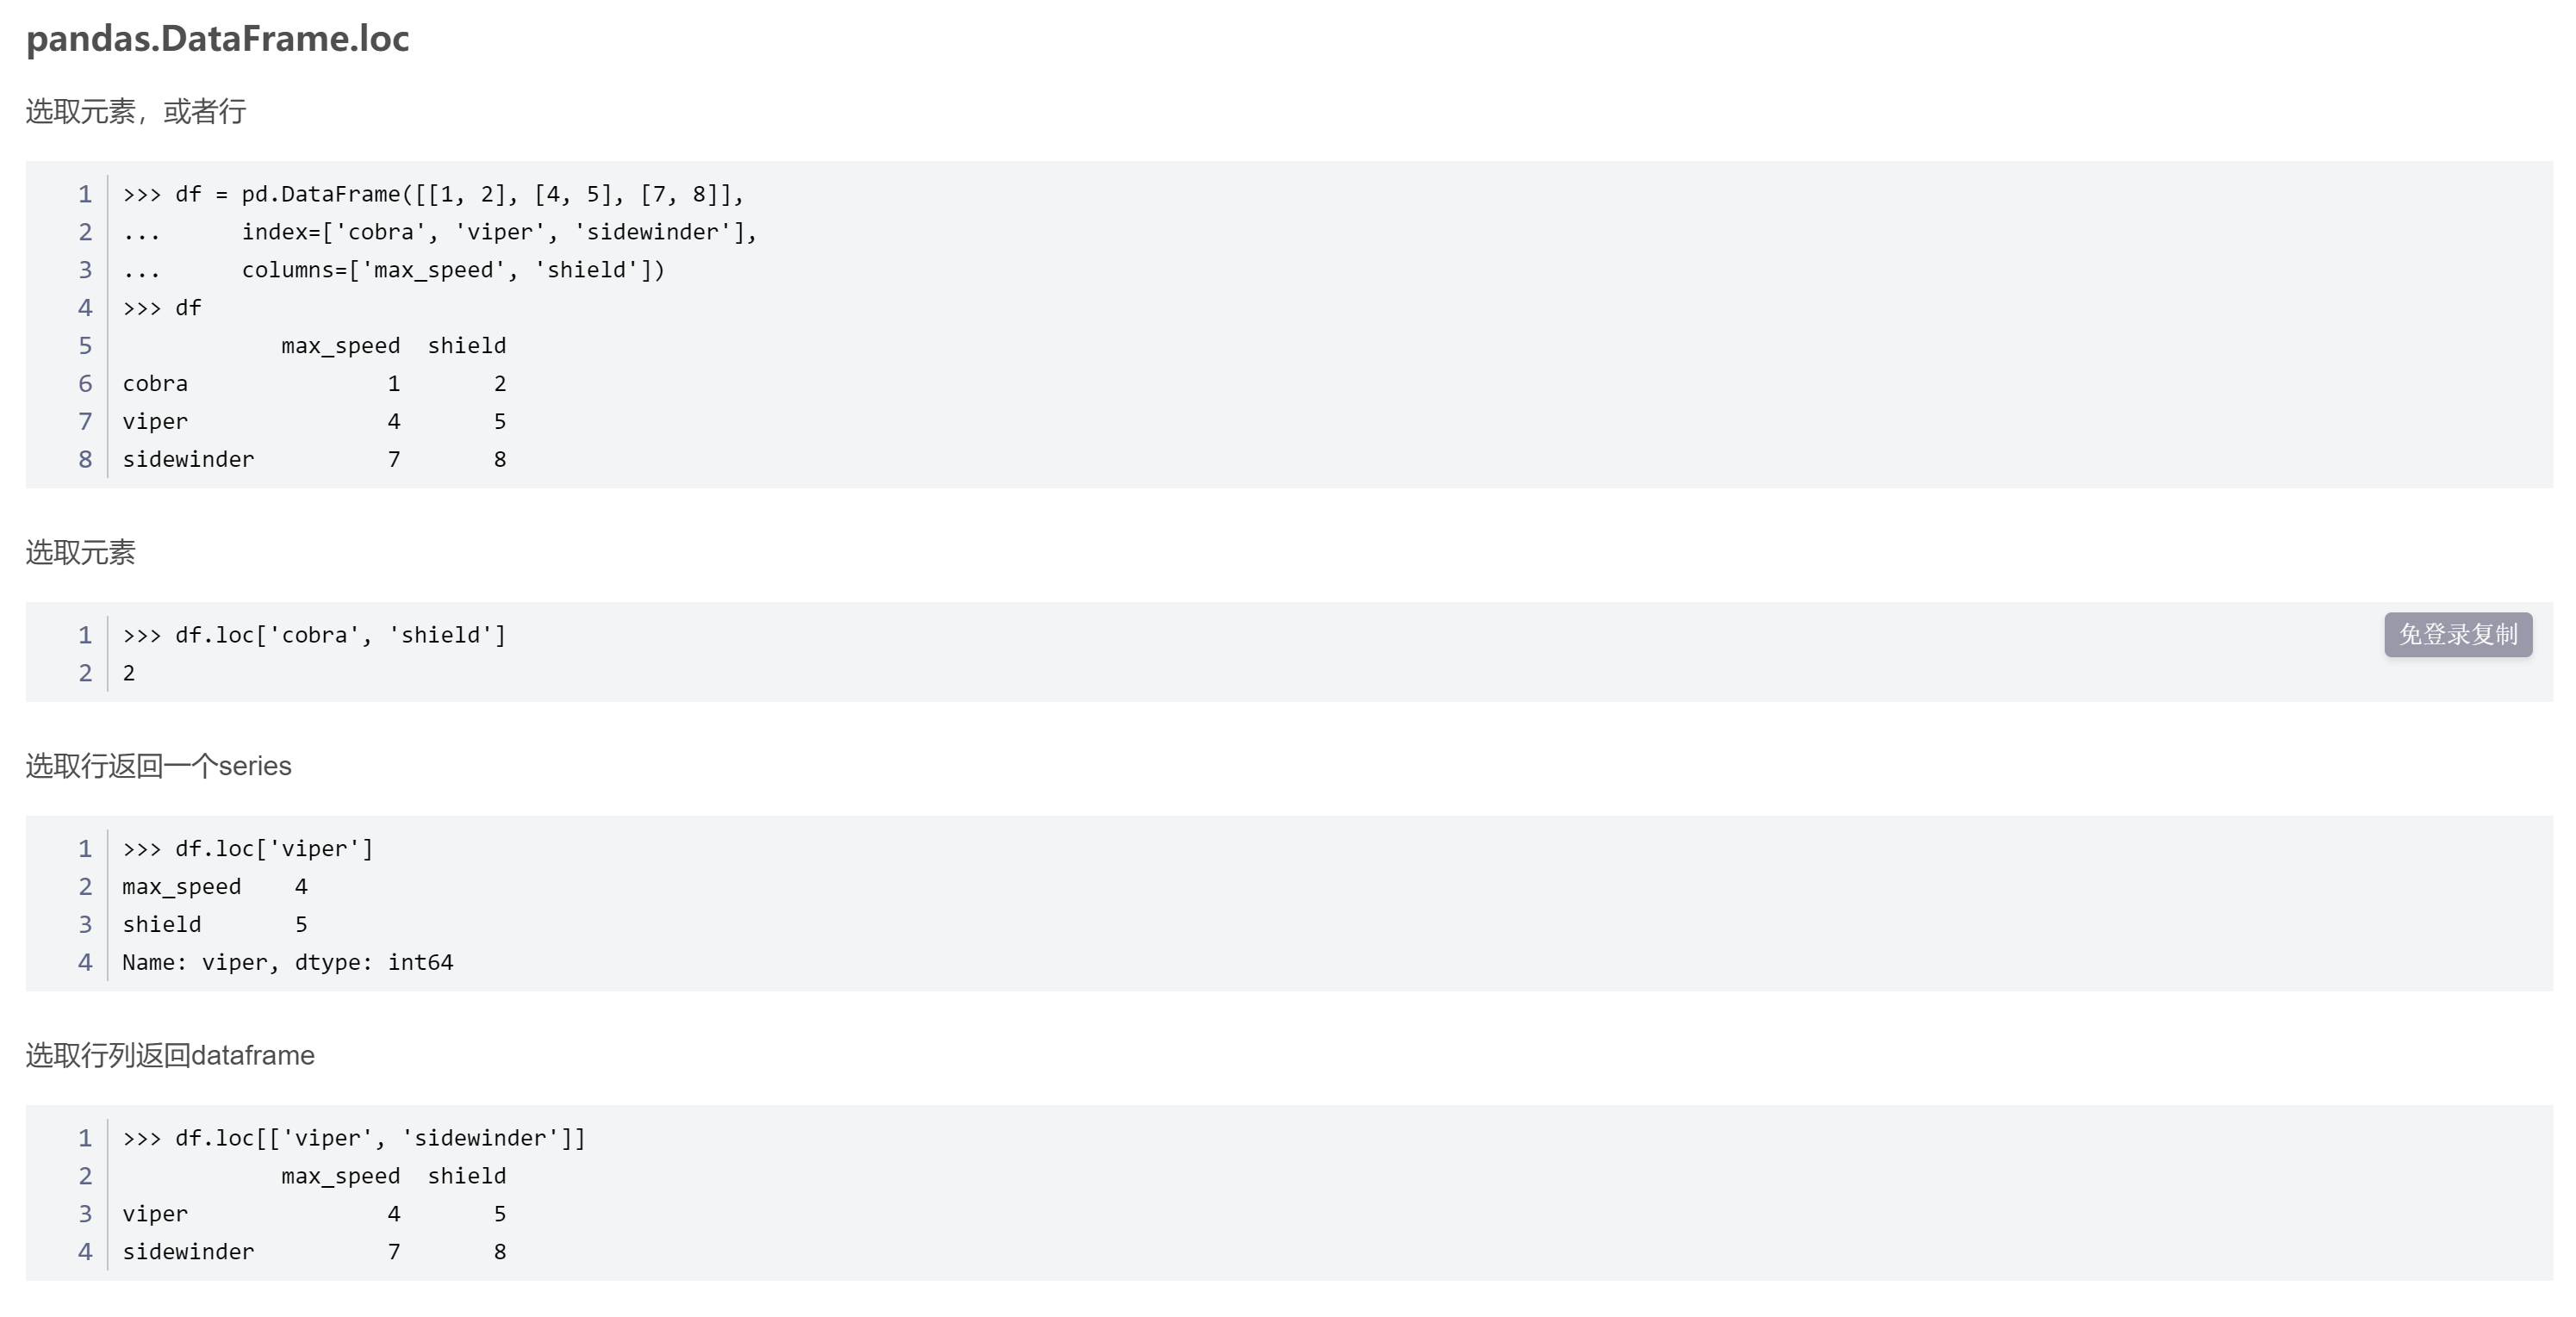 pandas.DataFrame.loc
选取元素，或者行
1 >>> df = pd.DataFrame([[1, 2], [4, 5], [7, 8]],
2 ...      index=['cobra', 'viper', 'sidewinder'],
3 ...      columns=['max_speed', 'shield'])
4 >>> df
5             max_speed  shield
6 cobra               1       2
7 viper               4       5
8 sidewinder          7       8
选取元素
1 >>> df.loc['cobra', 'shield']
免登录复制
2 2
选取行返回一个series
1 >>> df.loc['viper']
2 max_speed    4
3 shield       5
4 Name: viper, dtype: int64
选取行列返回dataframe
1 >>> df.loc[['viper', 'sidewinder']]
2             max_speed  shield
3 viper               4       5
4 sidewinder          7       8